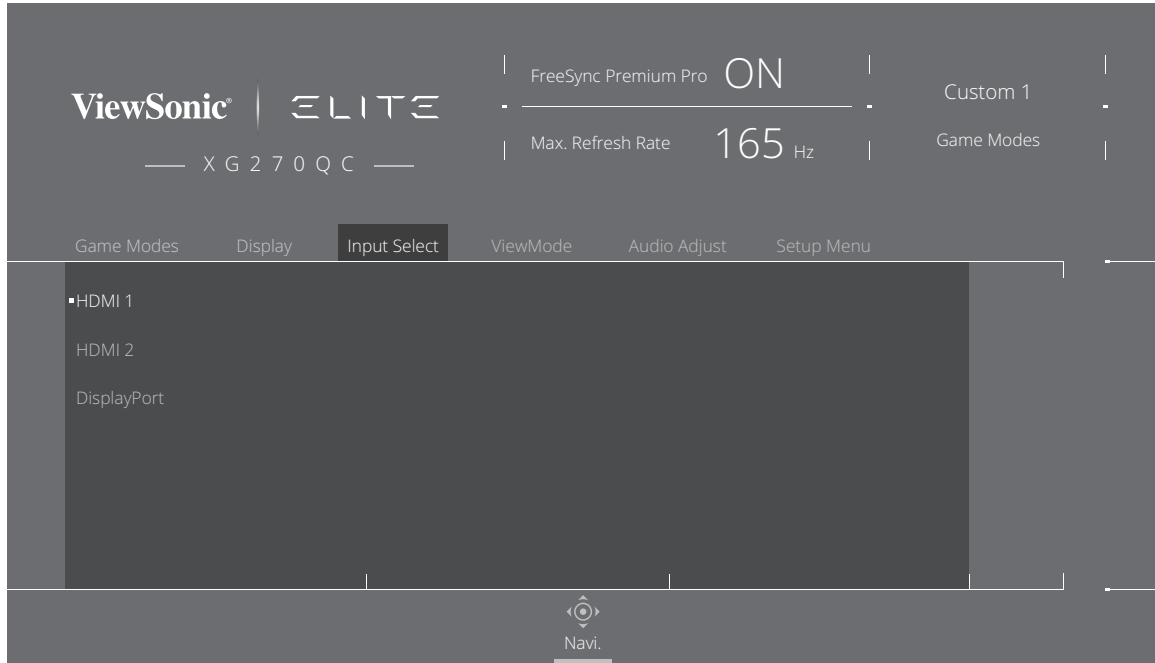 ViewSonic® ELITE
XG270QC
FreeSync Premium Pro ON
Max. Refresh Rate 165 Hz
Custom 1
Game Modes
Game Modes Display Input Select ViewMode Audio Adjust Setup Menu
HDMI 1
HDMI 2
DisplayPort
Navi.